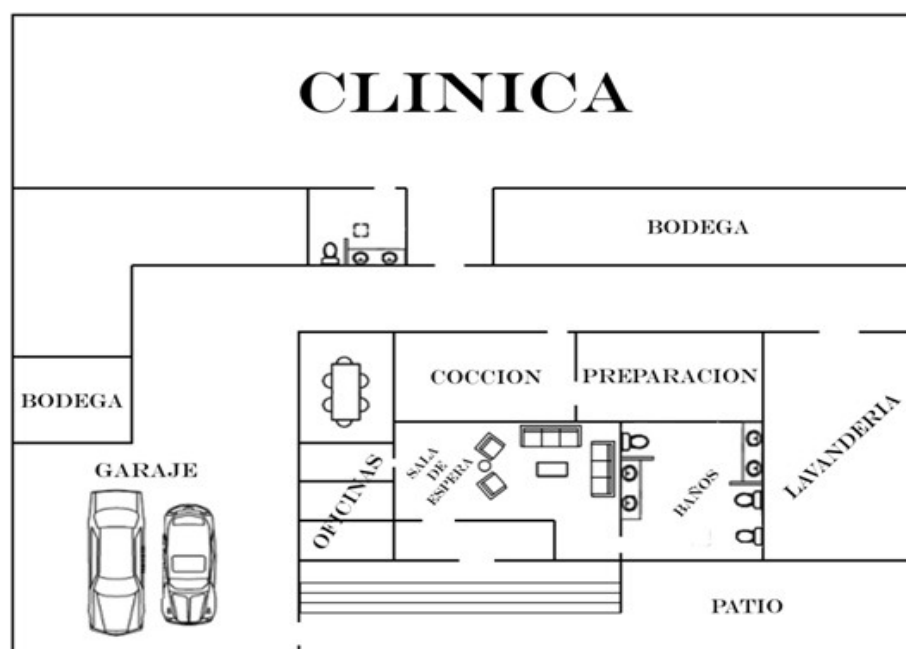 CLINICA
BODEGA
COCCION
PREPARACION
BODEGA
LAVANDERIA
GARAJE
OFICINAS
SALA
DE
ESPERA
BAÑOS
PATIO